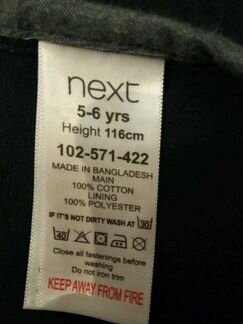 next
5-6 yrs
Height 116cm
102-571-422
MADE IN BANGLADESH
MAIN
100% COTTON
LINING
100% POLYESTER
IF IT'S NOT DIRTY WASH AT 30
40
Close all fastenings before
washing
Do not iron trim
KEEP AWAY FROM FIRE